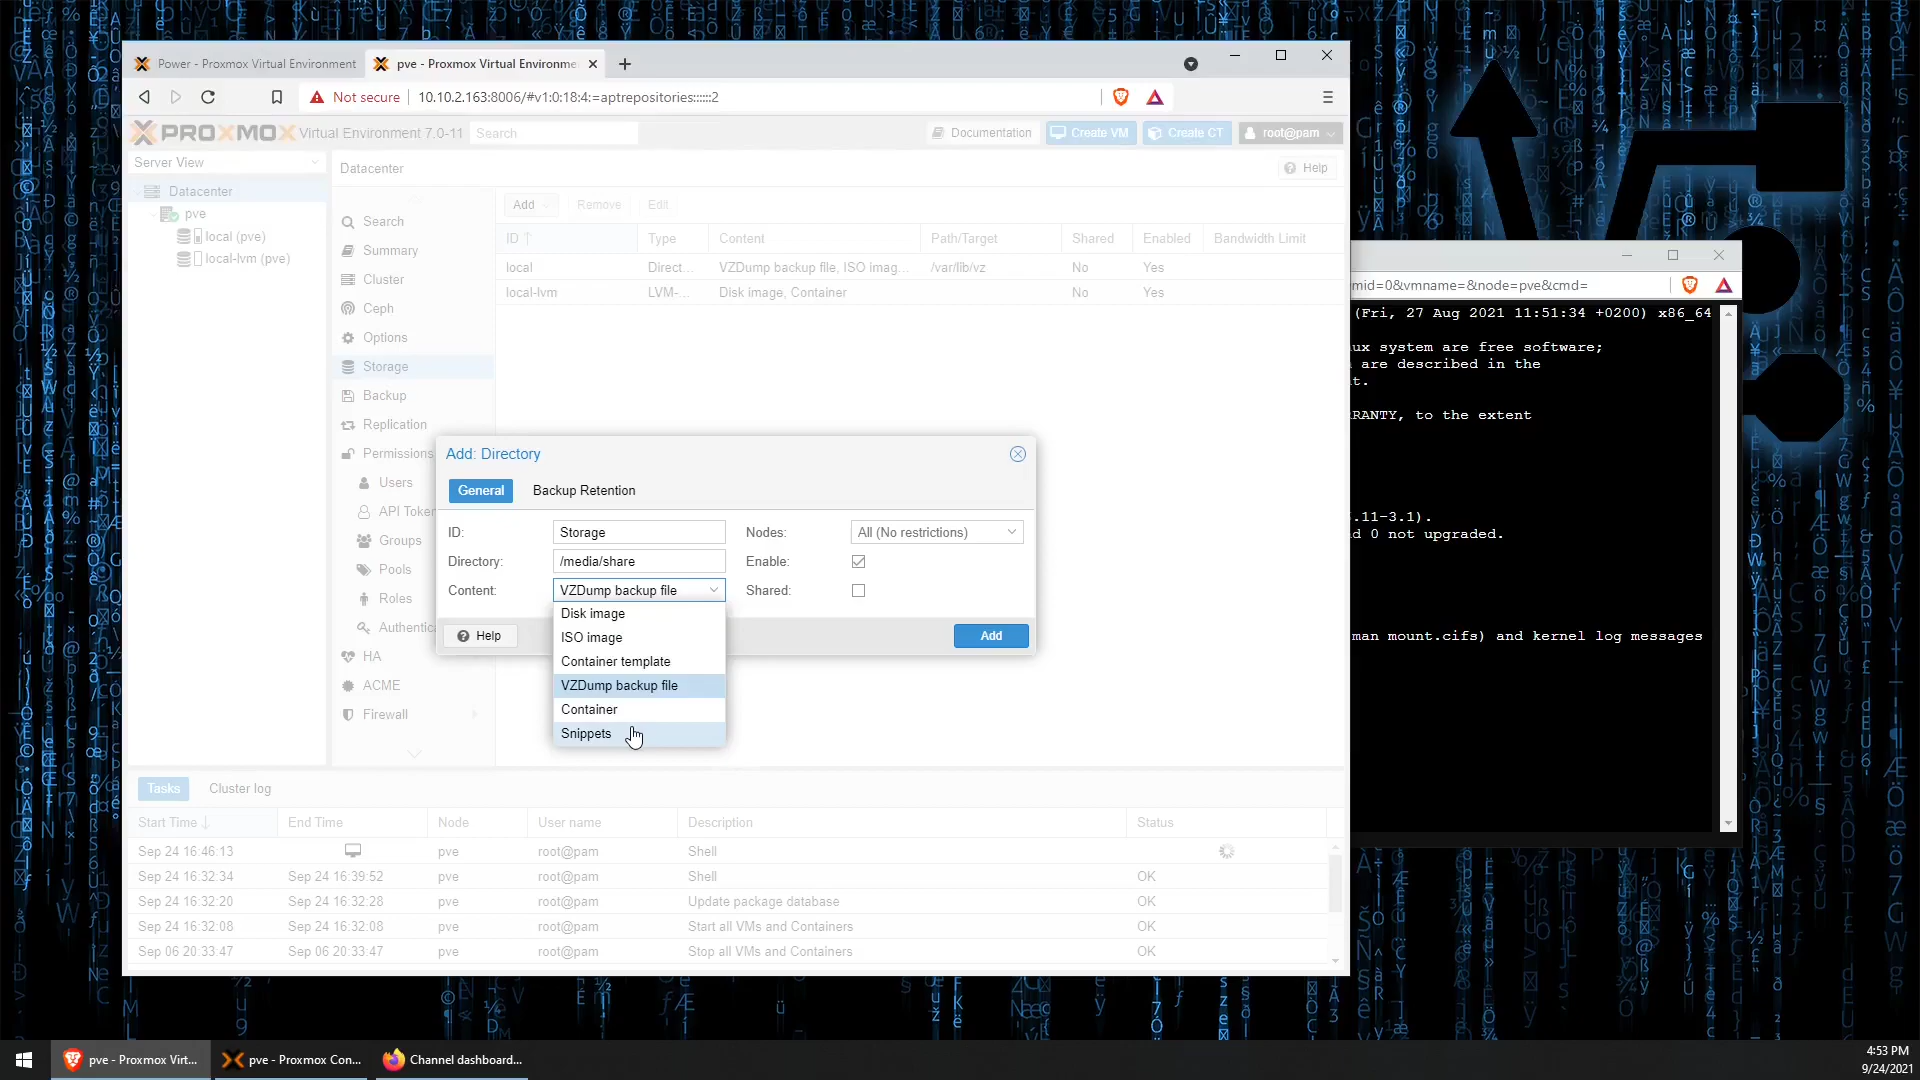 Power - Proxmox Virtual Environment
pve - Proxmox Virtual Environme
Not secure
10.10.2.163:8006/#v1:0:18:4:=aptrepositories::::::2
PROXMOX Virtual Environment 7.0-11
Search
Documentation
Create VM
Create CT
root@pam
Server View
Datacenter
pve
local (pve)
local-lvm (pve)
Datacenter
Help
Search
Summary
Cluster
Ceph
Options
Storage
Backup
Replication
Permissions
Users
API Token
Groups
Pools
Roles
Authentica
HA
ACME
Firewall
Add
Remove
Edit
ID Type Content Path/Target Shared Enabled Bandwidth Limit
local Direct... VZDump backup file, ISO imag... /var/lib/vz No Yes
local-lvm LVM-... Disk image, Container No Yes
Add: Directory
General
Backup Retention
ID: Storage Nodes: All (No restrictions)
Directory: /media/share Enable:
Content: VZDump backup file Shared:
Disk image
ISO image
Container template
VZDump backup file
Container
Snippets
Help
Add
Tasks
Cluster log
Start Time End Time Node User name Description Status
Sep 24 16:46:13 pve root@pam Shell
Sep 24 16:32:34 Sep 24 16:39:52 pve root@pam Shell OK
Sep 24 16:32:20 Sep 24 16:32:28 pve root@pam Update package database OK
Sep 24 16:32:08 Sep 24 16:32:08 pve root@pam Start all VMs and Containers OK
Sep 06 20:33:47 Sep 06 20:33:47 pve root@pam Stop all VMs and Containers OK
mid=0&vmname=&node=pve&cmd=
(Fri, 27 Aug 2021 11:51:34 +0200) x86_64
ux system are free software;
are described in the
t.
RANTY, to the extent
.11-3.1).
d 0 not upgraded.
man mount.cifs) and kernel log messages
pve - Proxmox Virt...
pve - Proxmox Con...
Channel dashboard...
4:53 PM
9/24/2021